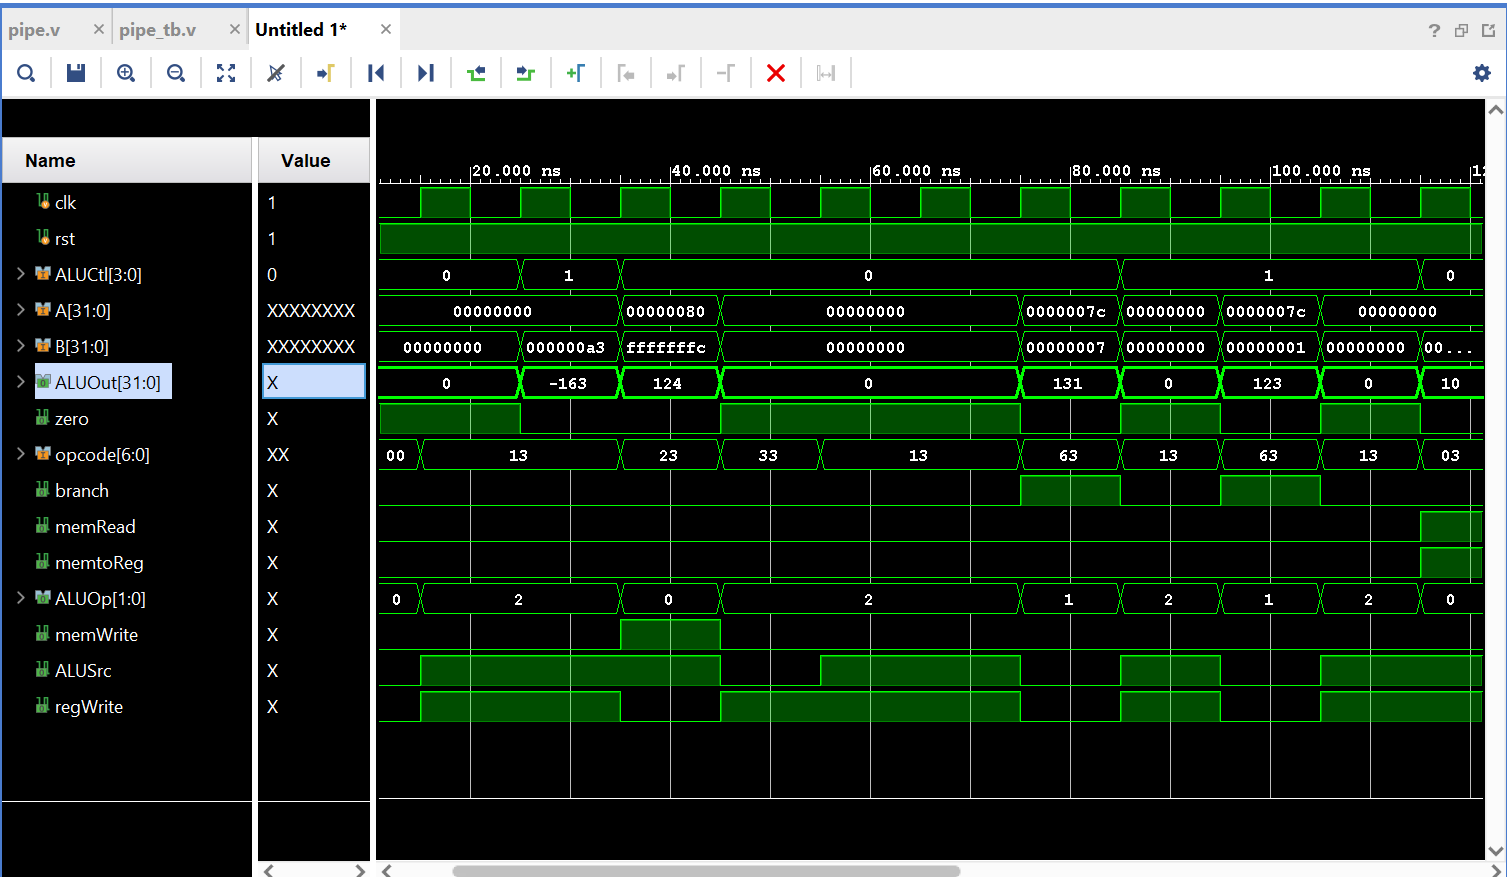 pipe.v × pipe_tb.v × Untitled 1* × ?
Name Value
20.000 ns 40.000 ns 60.000 ns 80.000 ns 100.000 ns
clk 1
rst 1
ALUCtl[3:0] 0 0 1 0 1 0
A[31:0] XXXXXXXX 00000000 00000080 00000000 0000007c 00000000 0000007c 00000000
B[31:0] XXXXXXXX 00000000 000000a3 fffffffc 00000000 00000007 00000000 00000001 00000000 00...
ALUOut[31:0] X 0 -163 124 0 131 0 123 0 10
zero X
opcode[6:0] XX 00 13 23 33 13 63 13 63 13 03
branch X
memRead X
memtoReg X
ALUOp[1:0] X 0 2 0 2 1 2 1 2 0
memWrite X
ALUSrc X
regWrite X